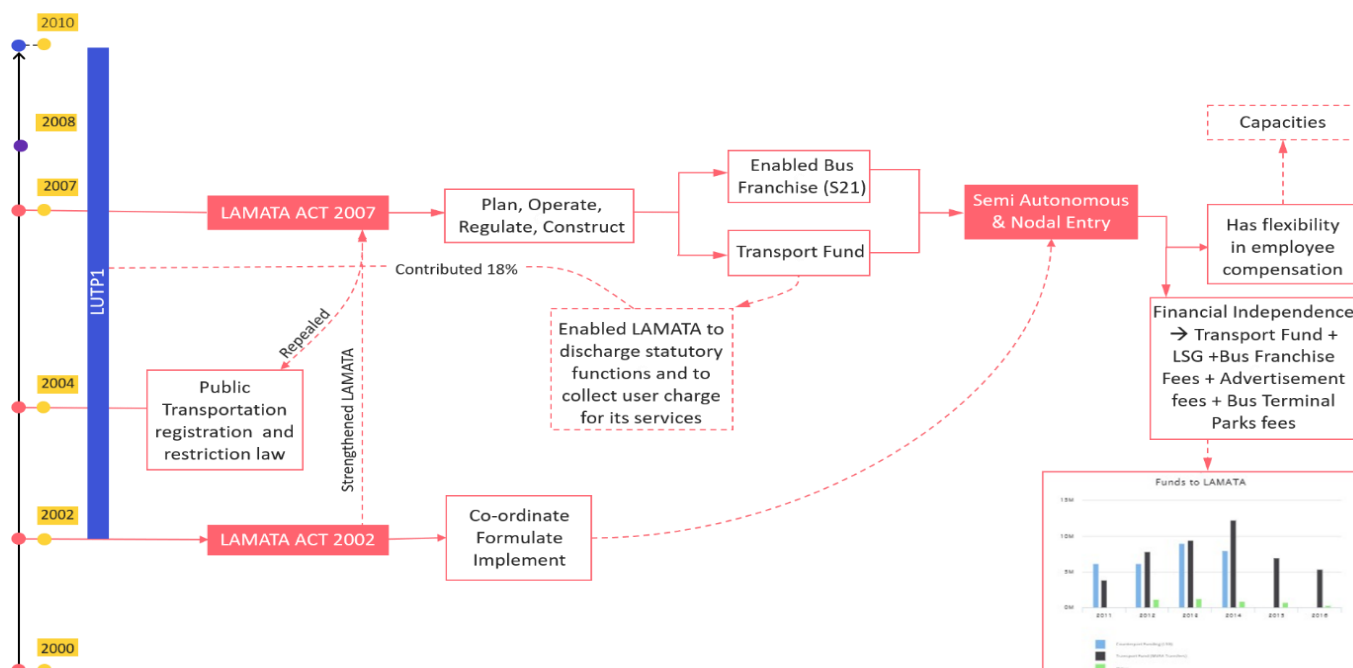 2010
2008
2007
2004
2002
2000
LUTP1
LAMATA ACT 2007
Plan, Operate,
Regulate, Construct
Enabled Bus
Franchise (S21)
Transport Fund
Semi Autonomous
& Nodal Entry
Capacities
Has flexibility
in employee
compensation
Contributed 18%
Enabled LAMATA to
discharge statutory
functions and to
collect user charge
for its services
Financial Independence
→ Transport Fund +
LSG +Bus Franchise
Fees + Advertisement
fees + Bus Terminal
Parks fees
Repealed
Strengthened LAMATA
Public
Transportation
registration and
restriction law
LAMATA ACT 2002
Co-ordinate
Formulate
Implement
Funds to LAMATA
15M
10M
5M
0M
2011 2012 2013 2014 2015 2016